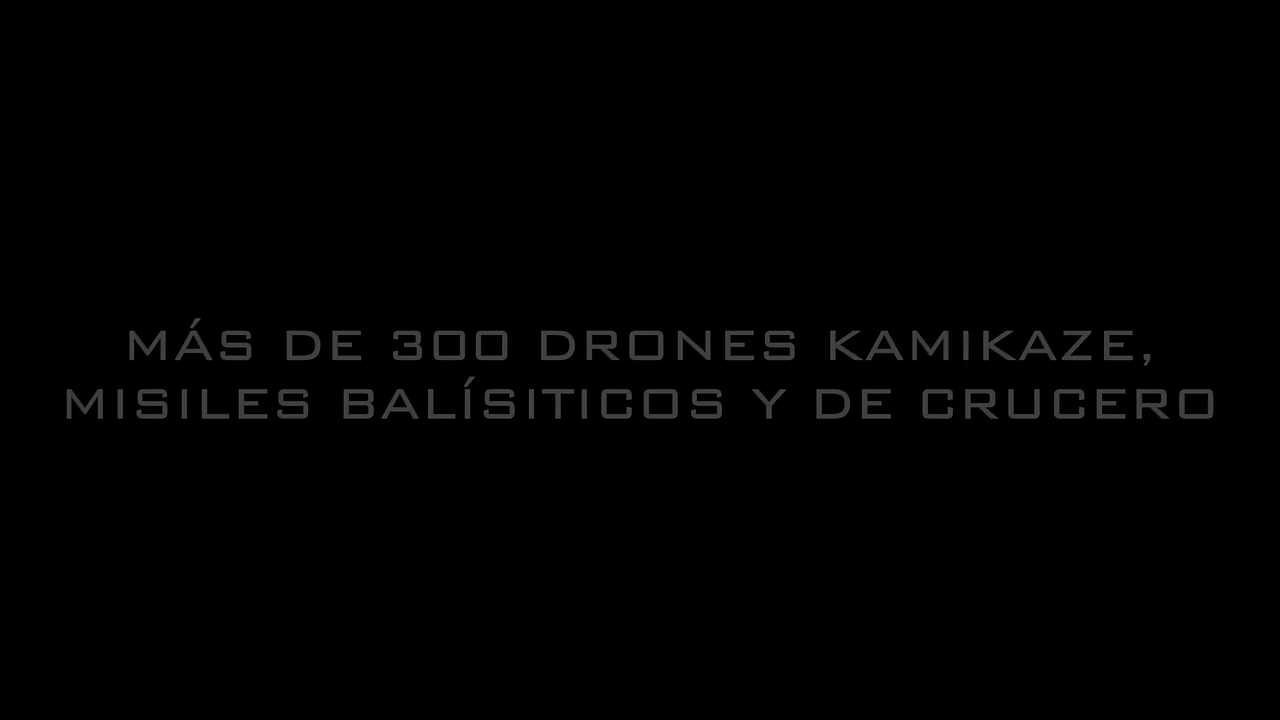 MÁS DE 300 DRONES KAMIKAZE,
MISILES BALÍSITICOS Y DE CRUCERO